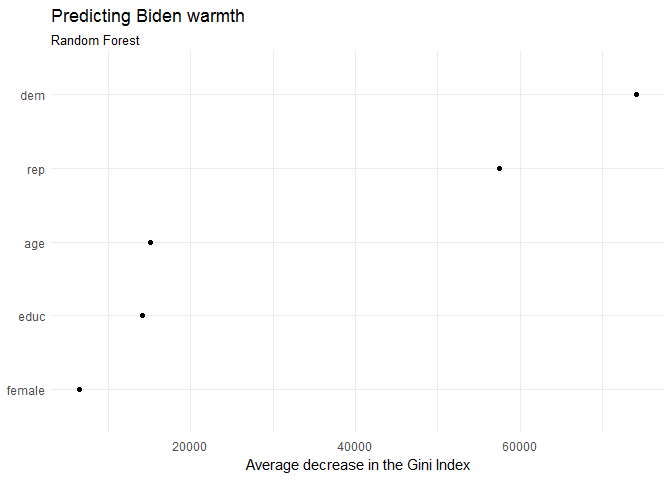 Predicting Biden warmth
Random Forest
dem
rep
age
educ
female
20000
40000
60000
Average decrease in the Gini Index